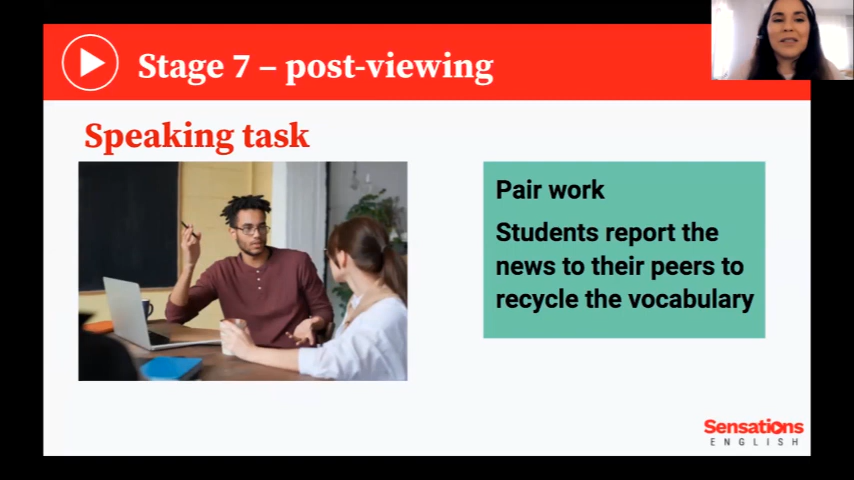 Stage 7 – post-viewing
Speaking task
Pair work
Students report the
news to their peers to
recycle the vocabulary
Sensations
ENGLISH